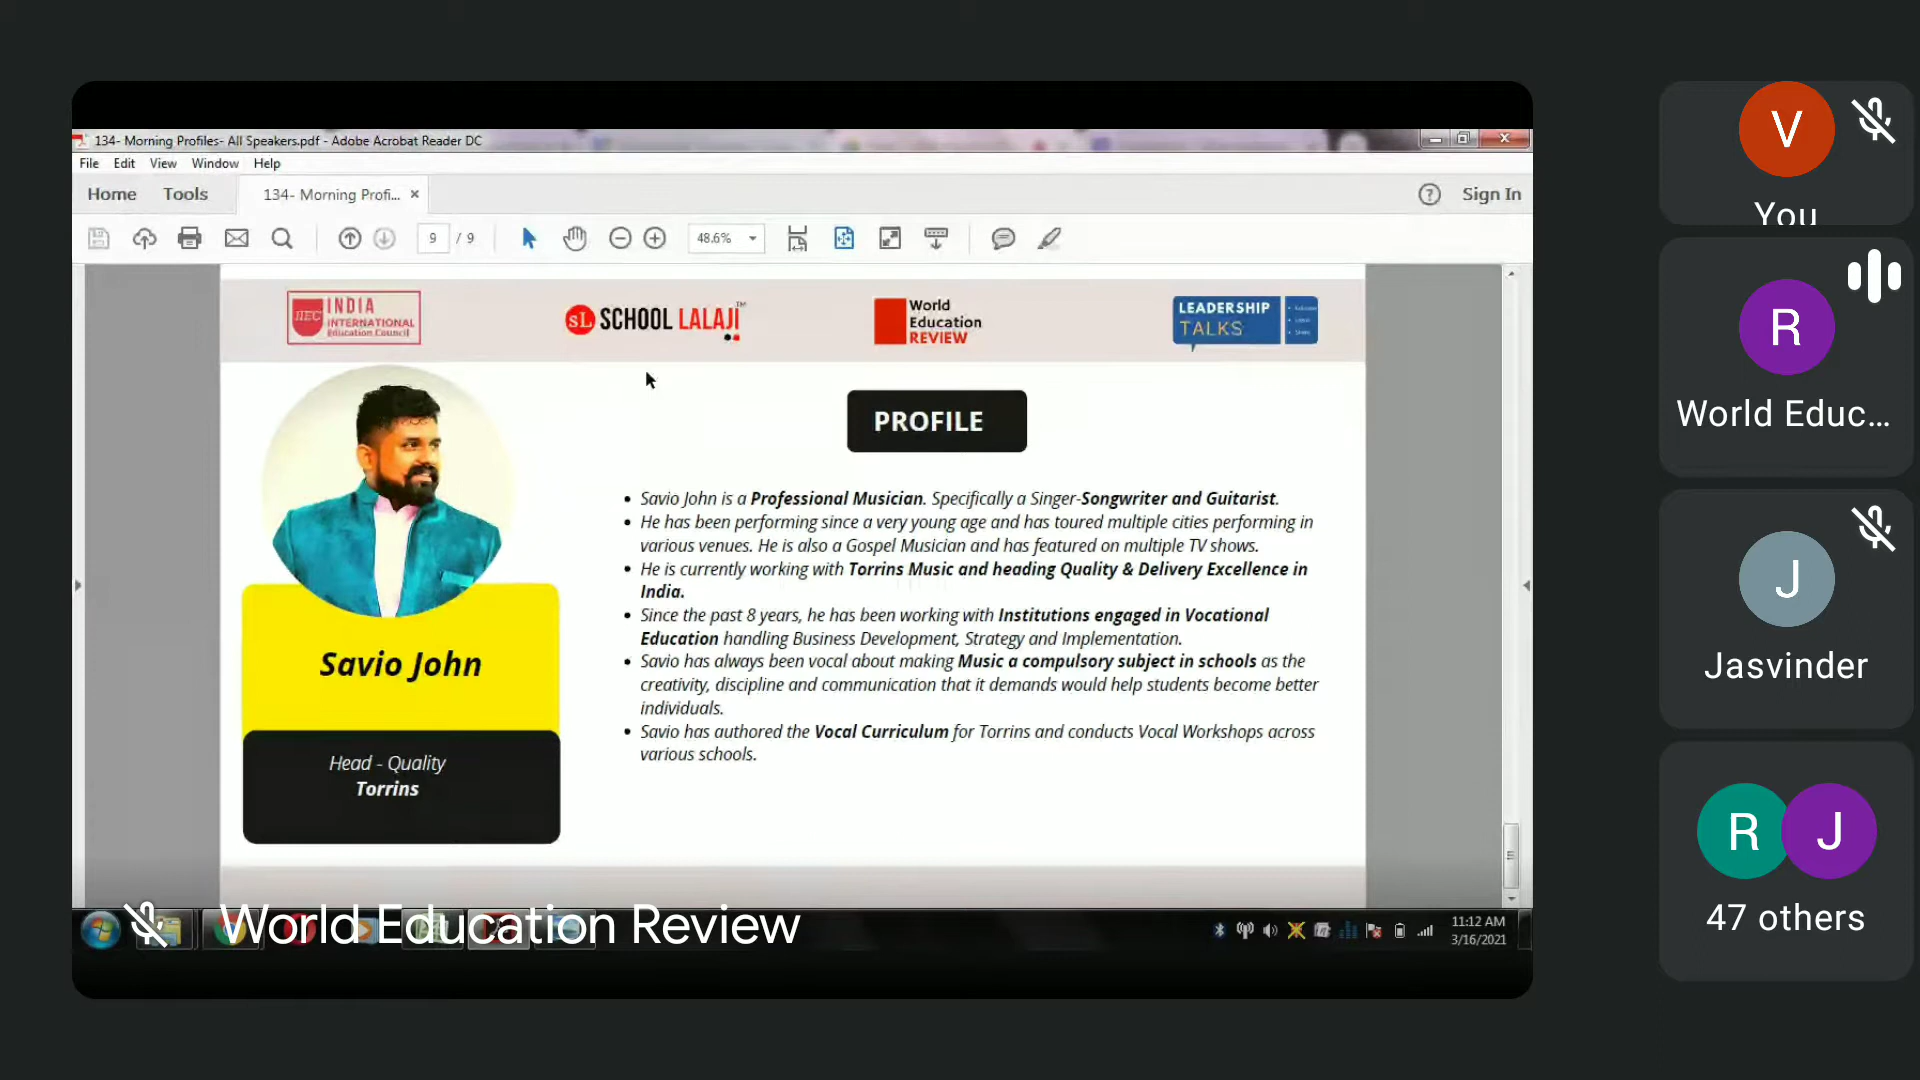 134- Morning Profiles- All Speakers.pdf - Adobe Acrobat Reader DC
File Edit View Window Help
Home Tools 134- Morning Profi... Sign In
9 / 9 48.6%
IIEC INDIA INTERNATIONAL Education Council
sL SCHOOL LALAJI TM
World Education REVIEW
LEADERSHIP TALKS
PROFILE
• Savio John is a Professional Musician. Specifically a Singer-Songwriter and Guitarist.
• He has been performing since a very young age and has toured multiple cities performing in
various venues. He is also a Gospel Musician and has featured on multiple TV shows.
• He is currently working with Torrins Music and heading Quality & Delivery Excellence in
India.
• Since the past 8 years, he has been working with Institutions engaged in Vocational
Education handling Business Development, Strategy and Implementation.
• Savio has always been vocal about making Music a compulsory subject in schools as the
creativity, discipline and communication that it demands would help students become better
individuals.
• Savio has authored the Vocal Curriculum for Torrins and conducts Vocal Workshops across
various schools.
Savio John
Head - Quality
Torrins
World Education Review
11:12 AM
3/16/2021
V
You
R
World Educ...
J
Jasvinder
R J
47 others